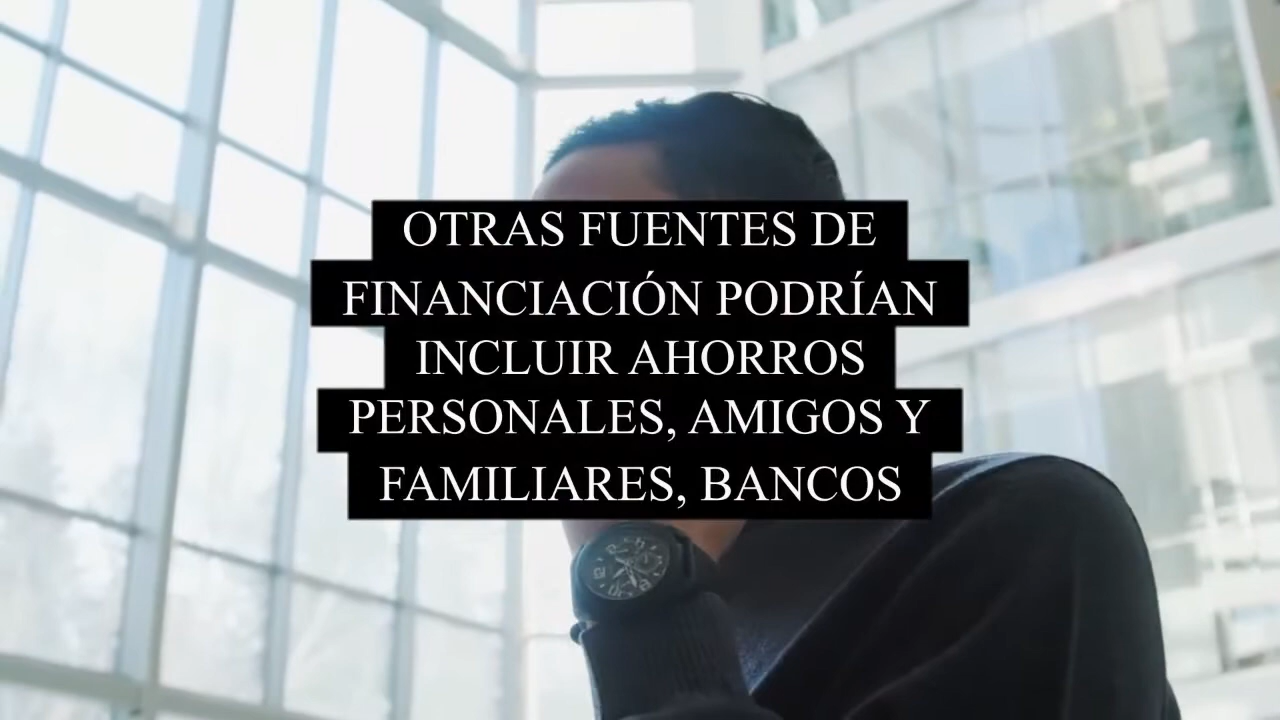 OTRAS FUENTES DE
FINANCIACIÓN PODRÍAN
INCLUIR AHORROS
PERSONALES, AMIGOS Y
FAMILIARES, BANCOS